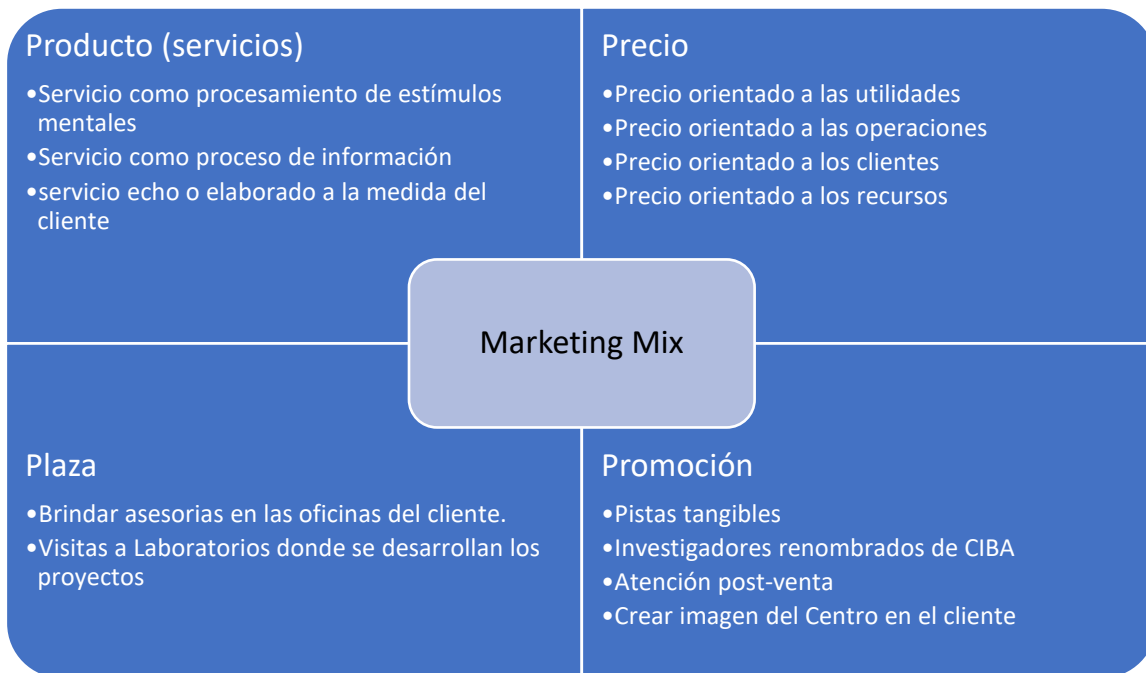 Producto (servicios)
•Servicio como procesamiento de estímulos
mentales
•Servicio como proceso de información
•servicio echo o elaborado a la medida del
cliente
Precio
•Precio orientado a las utilidades
•Precio orientado a las operaciones
•Precio orientado a los clientes
•Precio orientado a los recursos
Marketing Mix
Plaza
•Brindar asesorias en las oficinas del cliente.
•Visitas a Laboratorios donde se desarrollan los
proyectos
Promoción
•Pistas tangibles
•Investigadores renombrados de CIBA
•Atención post-venta
•Crear imagen del Centro en el cliente